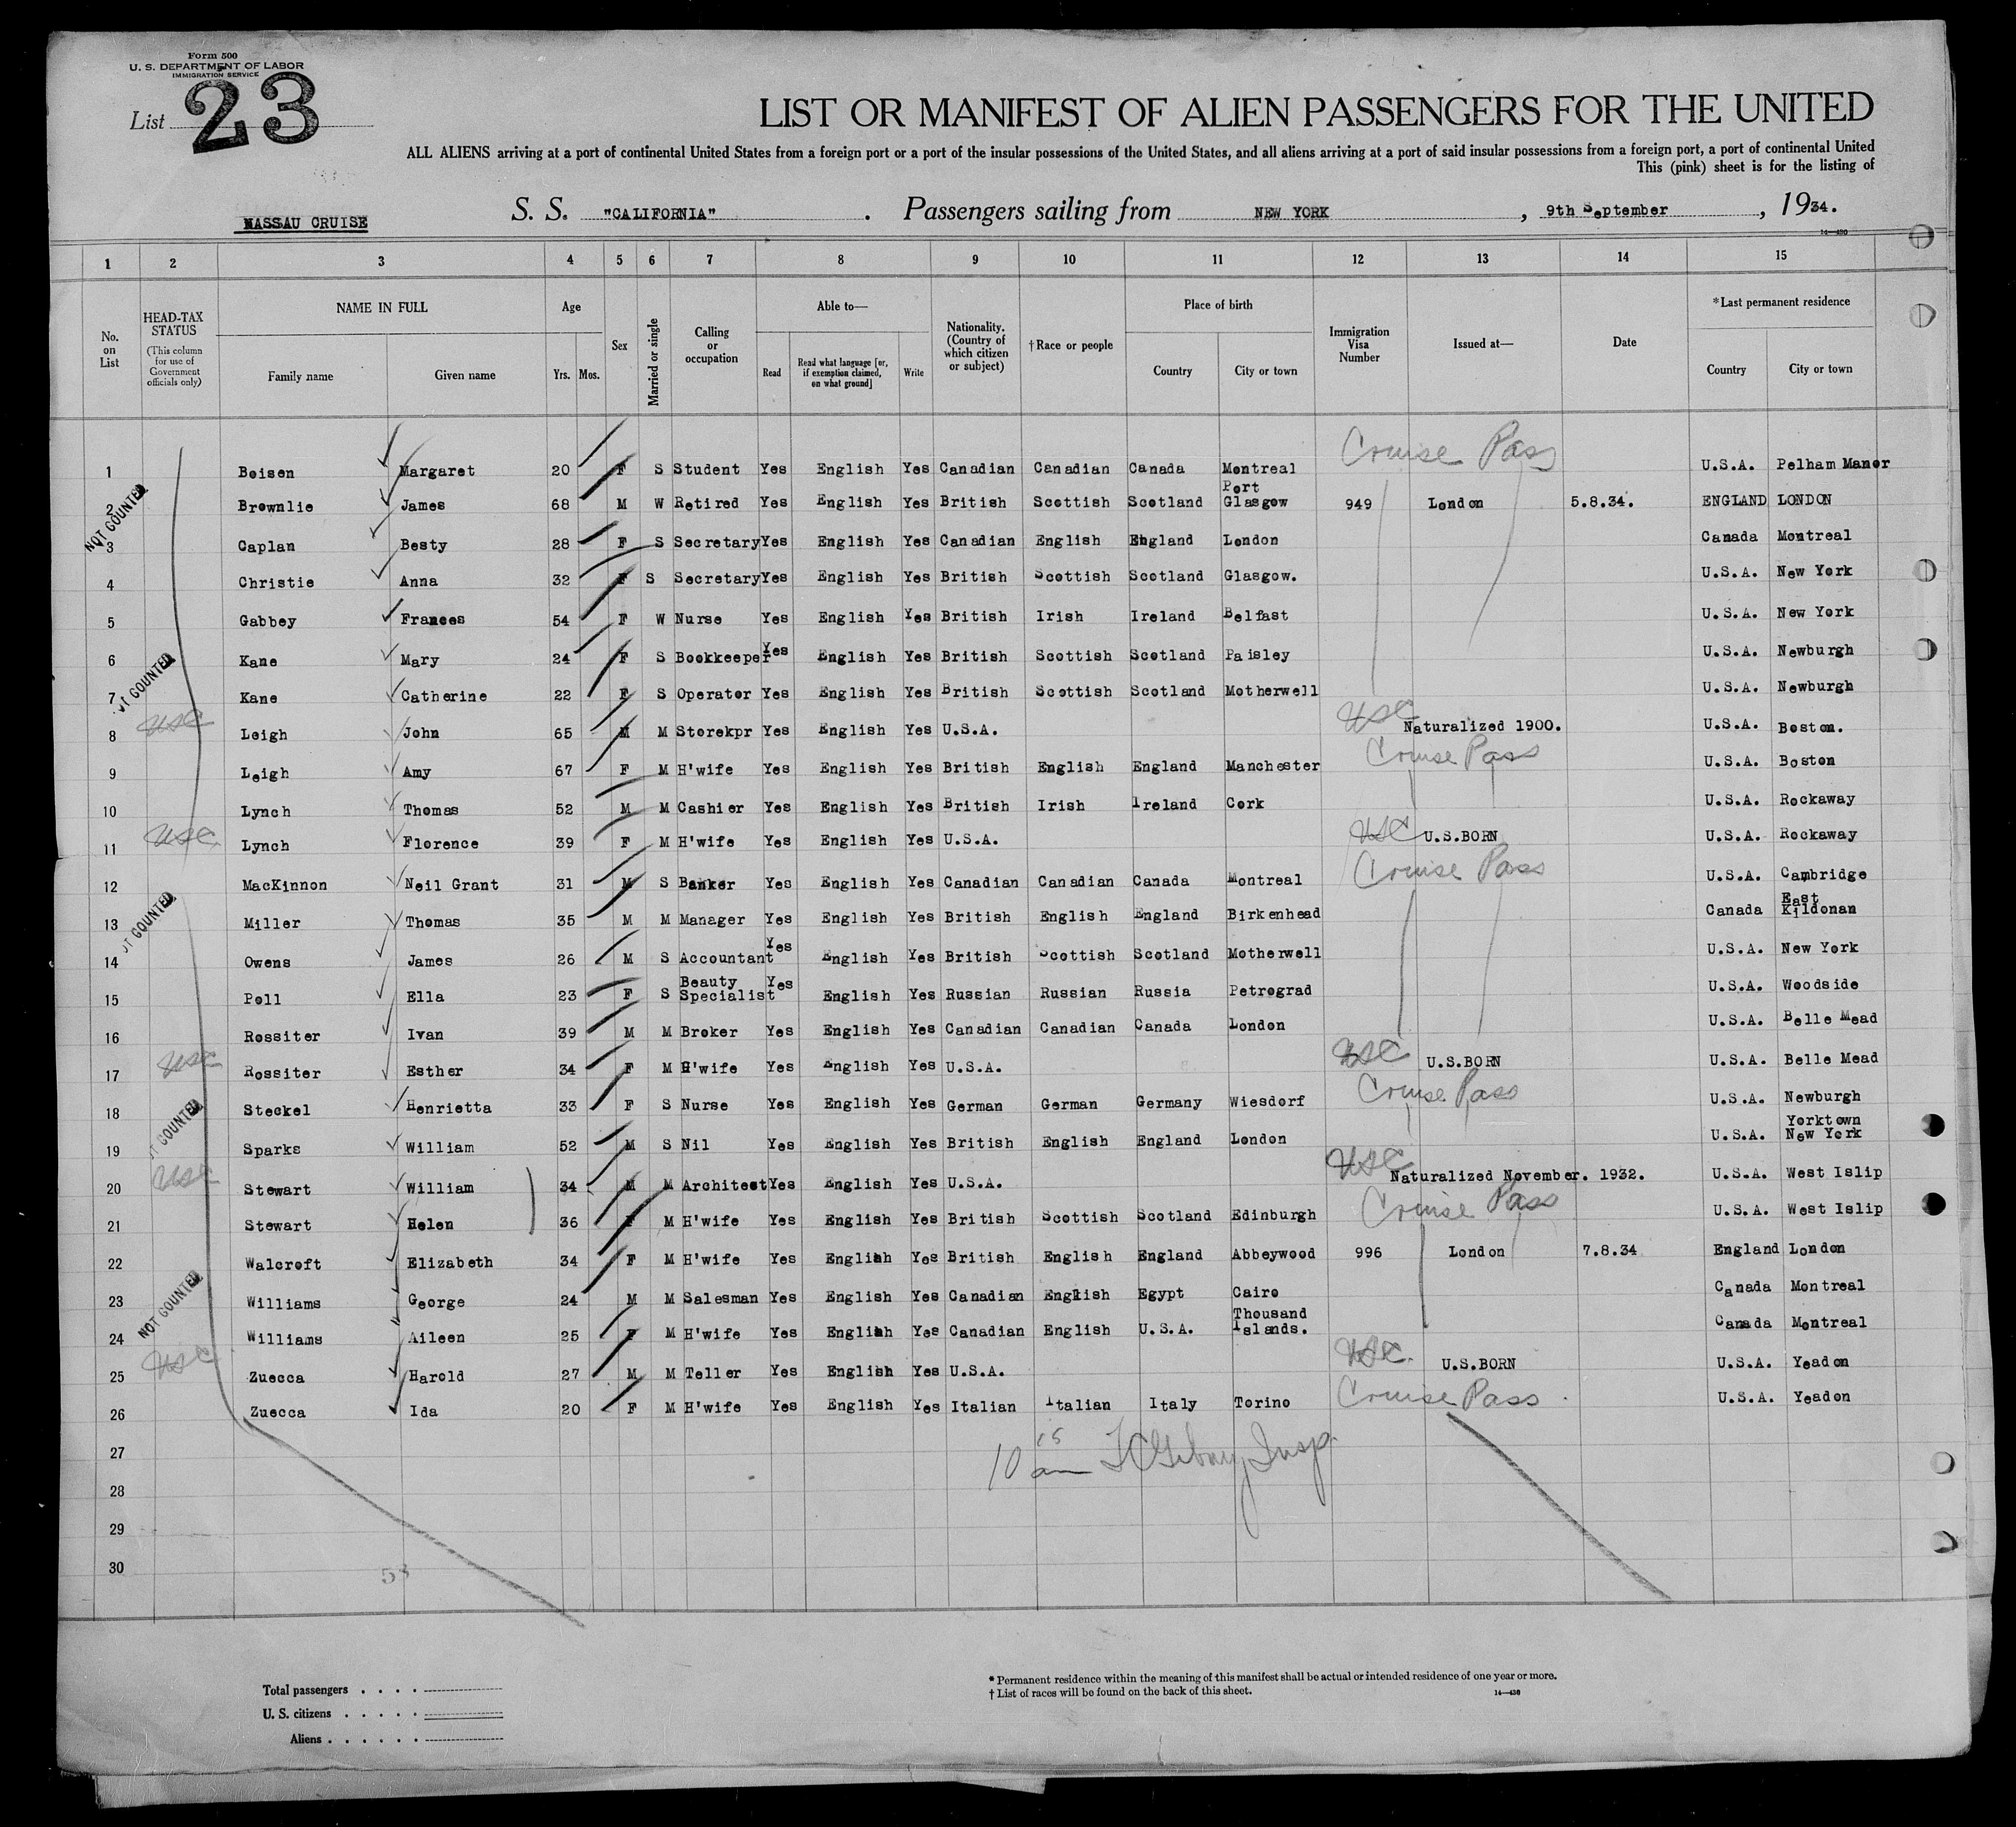 Form 500
U. S. DEPARTMENT OF LABOR
IMMIGRATION SERVICE
List 23
LIST OR MANIFEST OF ALIEN PASSENGERS FOR THE UNITED
ALL ALIENS arriving at a port of continental United States from a foreign port or a port of the insular possessions of the United States, and all aliens arriving at a port of said insular possessions from a foreign port, a port of continental United
This (pink) sheet is for the listing of
NASSAU CRUISE S. S. "CALIFORNIA". Passengers sailing from NEW YORK, 9th September, 1934.
14—430
1 2 3 4 5 6 7 8 9 10 11 12 13 14 15
No. on List
HEAD-TAX STATUS (This column for use of Government officials only)
NAME IN FULL Family name Given name
Age Yrs. Mos.
Sex
Married or single
Calling or occupation
Able to— Read Read what language [or, if exemption claimed, on what ground] Write
Nationality. (Country of which citizen or subject)
† Race or people
Place of birth Country City or town
Immigration Visa Number
Issued at—
Date
*Last permanent residence Country City or town
Cruise Pass
1 Beisen Margaret 20 F S Student Yes English Yes Canadian Canadian Canada Montreal U.S.A. Pelham Manor
2 Brownlie James 68 M W Retired Yes English Yes British Scottish Scotland Port Glasgow 949 London 5.8.34. ENGLAND LONDON
NOT COUNTED
3 Caplan Besty 28 F S Secretary Yes English Yes Canadian English England London Canada Montreal
4 Christie Anna 32 F S Secretary Yes English Yes British Scottish Scotland Glasgow. U.S.A. New York
5 Gabbey Frances 54 F W Nurse Yes English Yes British Irish Ireland Belfast U.S.A. New York
6 Kane Mary 24 F S Bookkeeper Yes English Yes British Scottish Scotland Paisley U.S.A. Newburgh
OT COUNTED
7 Kane Catherine 22 F S Operator Yes English Yes British Scottish Scotland Motherwell U.S.A. Newburgh
8 USC Leigh John 65 M M Storekpr Yes English Yes U.S.A. USC Naturalized 1900. U.S.A. Boston.
Cruise Pass
9 Leigh Amy 67 F M H'wife Yes English Yes British English England Manchester U.S.A. Boston
10 Lynch Thomas 52 M M Cashier Yes English Yes British Irish Ireland Cork U.S.A. Rockaway
11 USC Lynch Florence 39 F M H'wife Yes English Yes U.S.A. USC U.S.BORN U.S.A. Rockaway
Cruise Pass
12 MacKinnon Neil Grant 31 M S Banker Yes English Yes Canadian Canadian Canada Montreal U.S.A. Cambridge
OT COUNTED
13 Miller Thomas 35 M M Manager Yes English Yes British English England Birkenhead Canada East Kildonan
14 Owens James 26 M S Accountant Yes English Yes British Scottish Scotland Motherwell U.S.A. New York
15 Poll Ella 23 F S Beauty Specialist Yes English Yes Russian Russian Russia Petrograd U.S.A. Woodside
16 Rossiter Ivan 39 M M Broker Yes English Yes Canadian Canadian Canada London U.S.A. Belle Mead
17 USC Rossiter Esther 34 F M H'wife Yes English Yes U.S.A. USC U.S.BORN U.S.A. Belle Mead
Cruise Pass
18 Steckel Henrietta 33 F S Nurse Yes English Yes German German Germany Wiesdorf U.S.A. Newburgh
OT COUNTED
19 Sparks William 52 M S Nil Yes English Yes British English England London U.S.A. Yorktown New York
20 USC Stewart William 34 M M Architect Yes English Yes U.S.A. USC Naturalized November. 1932. U.S.A. West Islip
Cruise Pass
21 Stewart Helen 36 F M H'wife Yes English Yes British Scottish Scotland Edinburgh U.S.A. West Islip
22 Walcroft Elizabeth 34 F M H'wife Yes English Yes British English England Abbeywood 996 London 7.8.34 England London
NOT COUNTED
23 Williams George 24 M M Salesman Yes English Yes Canadian English Egypt Cairo Canada Montreal
24 Williams Aileen 25 F M H'wife Yes English Yes Canadian English U.S.A. Thousand Islands. Canada Montreal
25 USC Zuecca Harold 27 M M Teller Yes English Yes U.S.A. USC. U.S.BORN U.S.A. Yeadon
Cruise Pass
26 Zuecca Ida 20 F M H'wife Yes English Yes Italian Italian Italy Torino U.S.A. Yeadon
27
10 15 am Insp.
28
29
30
53
Total passengers
U. S. citizens
Aliens
* Permanent residence within the meaning of this manifest shall be actual or intended residence of one year or more.
† List of races will be found on the back of this sheet.
14—430